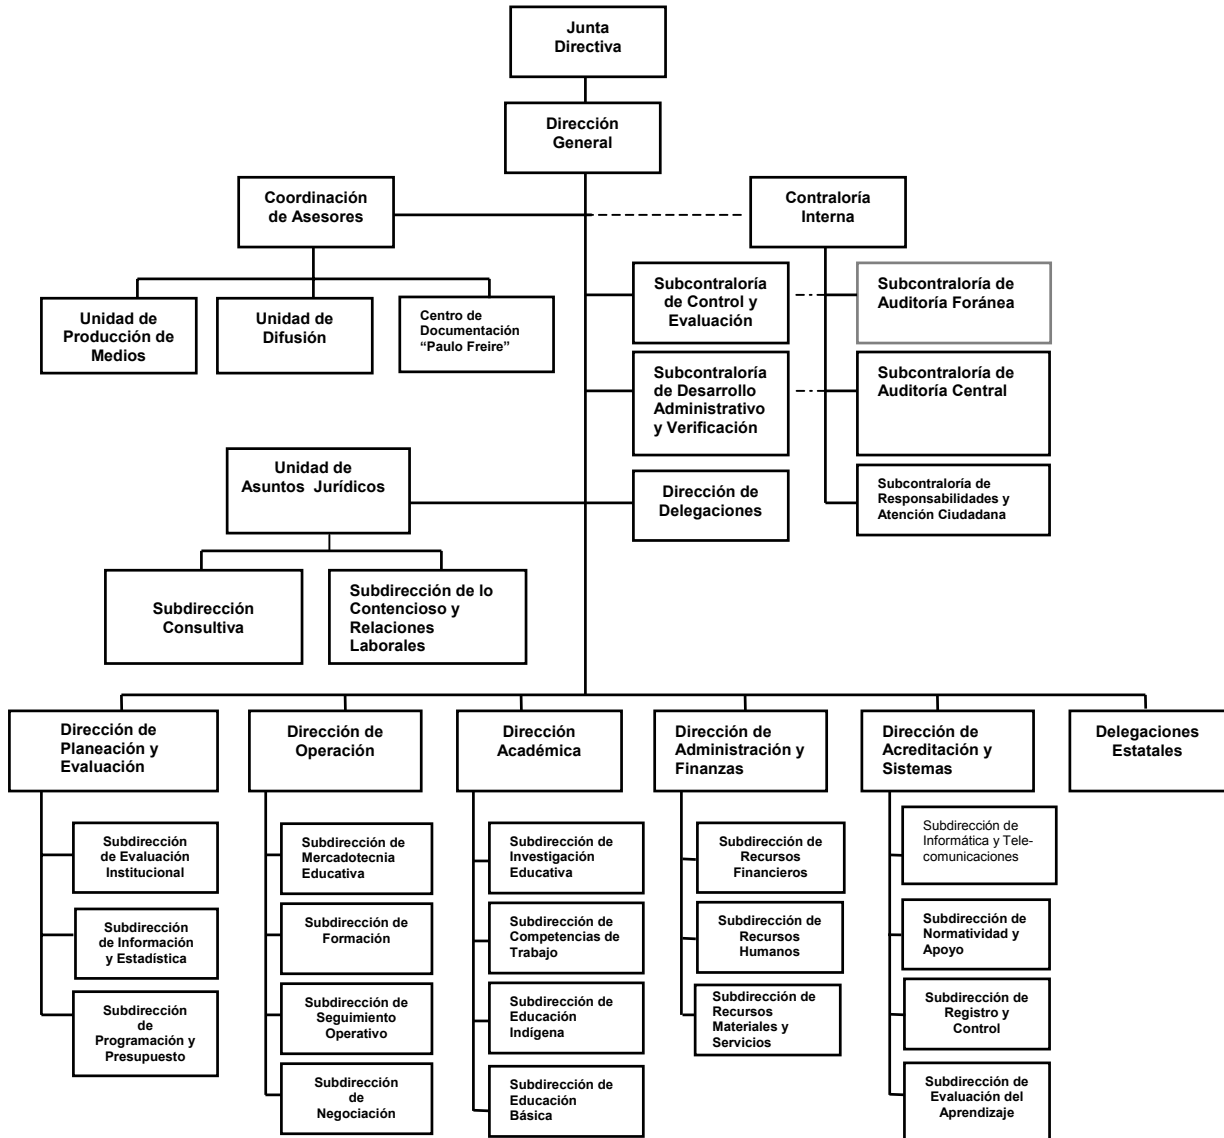 Junta
Directiva
Dirección
General
Coordinación
de Asesores
Contraloría
Interna
Unidad de
Producción de
Medios
Unidad de
Difusión
Centro de
Documentación
“Paulo Freire”
Subcontraloría
de Control y
Evaluación
Subcontraloría de
Auditoría Foránea
Subcontraloría
de Desarrollo
Administrativo
y Verificación
Subcontraloría de
Auditoría Central
Unidad de
Asuntos Jurídicos
Dirección de
Delegaciones
Subcontraloría de
Responsabilidades y
Atención Ciudadana
Subdirección
Consultiva
Subdirección de lo
Contencioso y
Relaciones
Laborales
Dirección de
Planeación y
Evaluación
Dirección de
Operación
Dirección
Académica
Dirección de
Administración y
Finanzas
Dirección de
Acreditación y
Sistemas
Delegaciones
Estatales
Subdirección
de Evaluación
Institucional
Subdirección
de Información
y Estadística
Subdirección
de
Programación y
Presupuesto
Subdirección de
Mercadotecnia
Educativa
Subdirección de
Formación
Subdirección de
Seguimiento
Operativo
Subdirección
de
Negociación
Subdirección de
Investigación
Educativa
Subdirección de
Competencias de
Trabajo
Subdirección de
Educación
Indígena
Subdirección de
Educación
Básica
Subdirección de
Recursos
Financieros
Subdirección de
Recursos
Humanos
Subdirección de
Recursos
Materiales y
Servicios
Subdirección de
Informática y Tele-
comunicaciones
Subdirección de
Normatividad y
Apoyo
Subdirección de
Registro y
Control
Subdirección de
Evaluación del
Aprendizaje